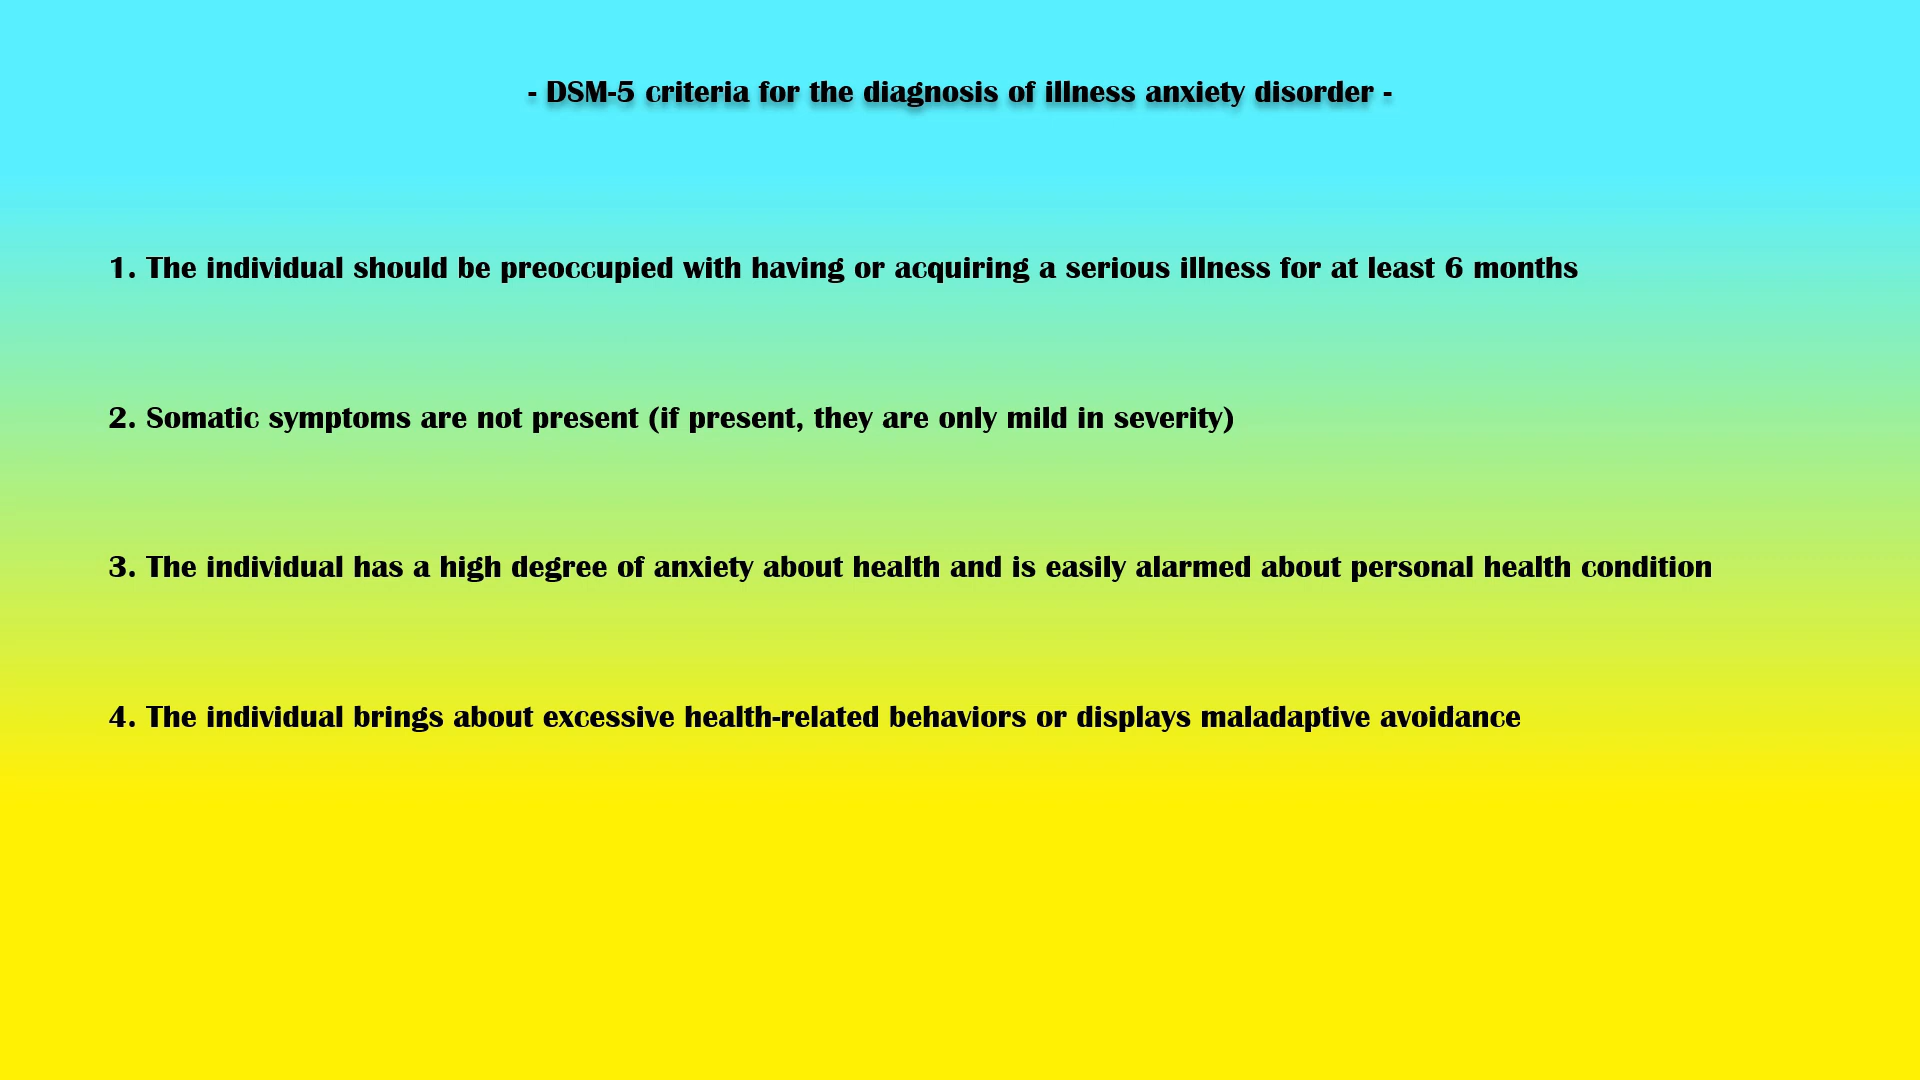 - DSM-5 criteria for the diagnosis of illness anxiety disorder -
1. The individual should be preoccupied with having or acquiring a serious illness for at least 6 months
2. Somatic symptoms are not present (if present, they are only mild in severity)
3. The individual has a high degree of anxiety about health and is easily alarmed about personal health condition
4. The individual brings about excessive health-related behaviors or displays maladaptive avoidance